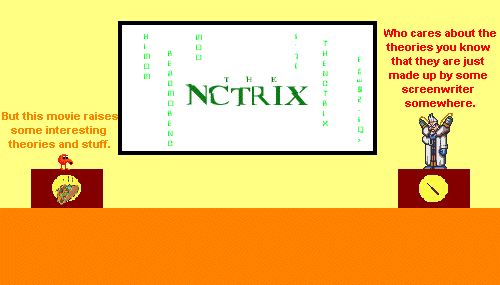 Who cares about the
theories you know
that they are just
made up by some
screenwriter
somewhere.
THE
NCTRIX
But this movie raises
some interesting
theories and stuff.